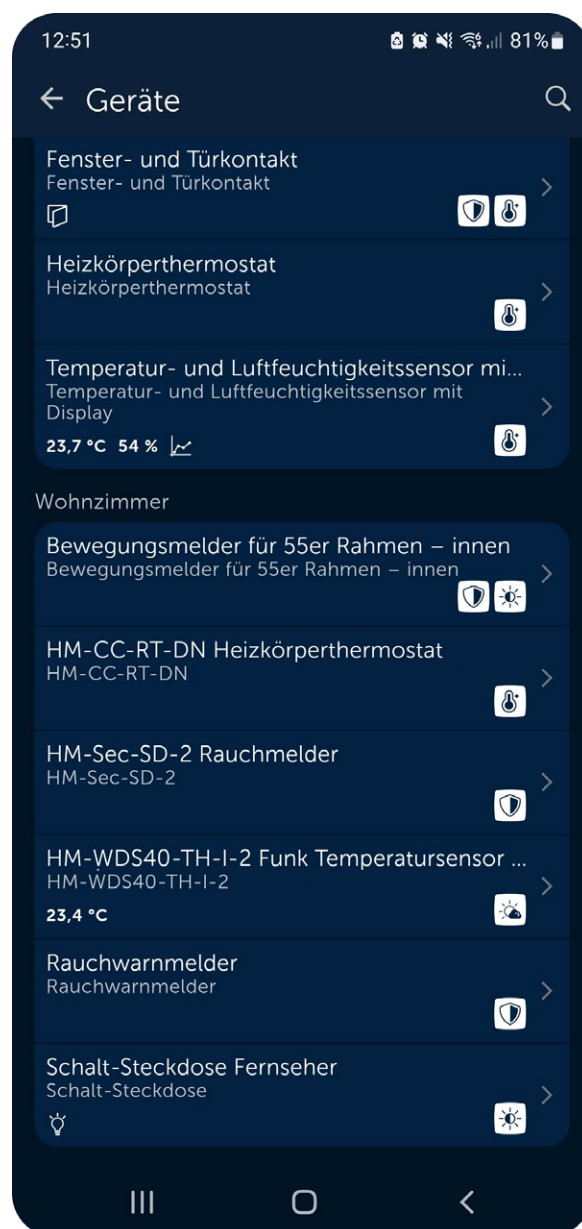 12:51
81%
Geräte
Fenster- und Türkontakt
Fenster- und Türkontakt
Heizkörperthermostat
Heizkörperthermostat
Temperatur- und Luftfeuchtigkeitssensor mi...
Temperatur- und Luftfeuchtigkeitssensor mit
Display
23,7 °C 54 %
Wohnzimmer
Bewegungsmelder für 55er Rahmen – innen
Bewegungsmelder für 55er Rahmen – innen
HM-CC-RT-DN Heizkörperthermostat
HM-CC-RT-DN
HM-Sec-SD-2 Rauchmelder
HM-Sec-SD-2
HM-WDS40-TH-I-2 Funk Temperatursensor ...
HM-WDS40-TH-I-2
23,4 °C
Rauchwarnmelder
Rauchwarnmelder
Schalt-Steckdose Fernseher
Schalt-Steckdose